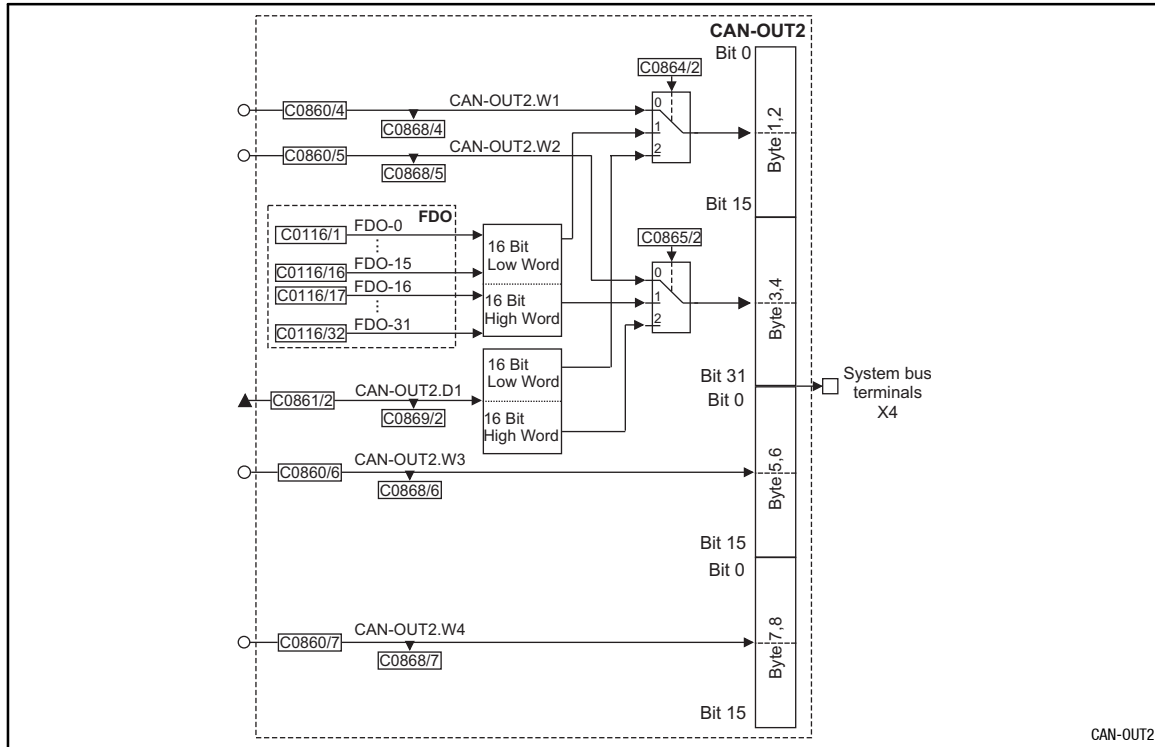 CAN-OUT2
Bit 0
C0864/2
C0860/4
CAN-OUT2.W1
C0868/4
0
1
2
Byte 1,2
C0860/5
CAN-OUT2.W2
C0868/5
Bit 15
FDO
C0116/1
FDO-0
⋮
C0116/16
FDO-15
C0116/17
FDO-16
⋮
C0116/32
FDO-31
16 Bit
Low Word
16 Bit
High Word
C0865/2
0
1
2
Byte 3,4
16 Bit
Low Word
16 Bit
High Word
Bit 31
Bit 0
System bus
terminals
X4
C0861/2
CAN-OUT2.D1
C0869/2
C0860/6
CAN-OUT2.W3
C0868/6
Byte 5,6
Bit 15
Bit 0
C0860/7
CAN-OUT2.W4
C0868/7
Byte 7,8
Bit 15
CAN-OUT2